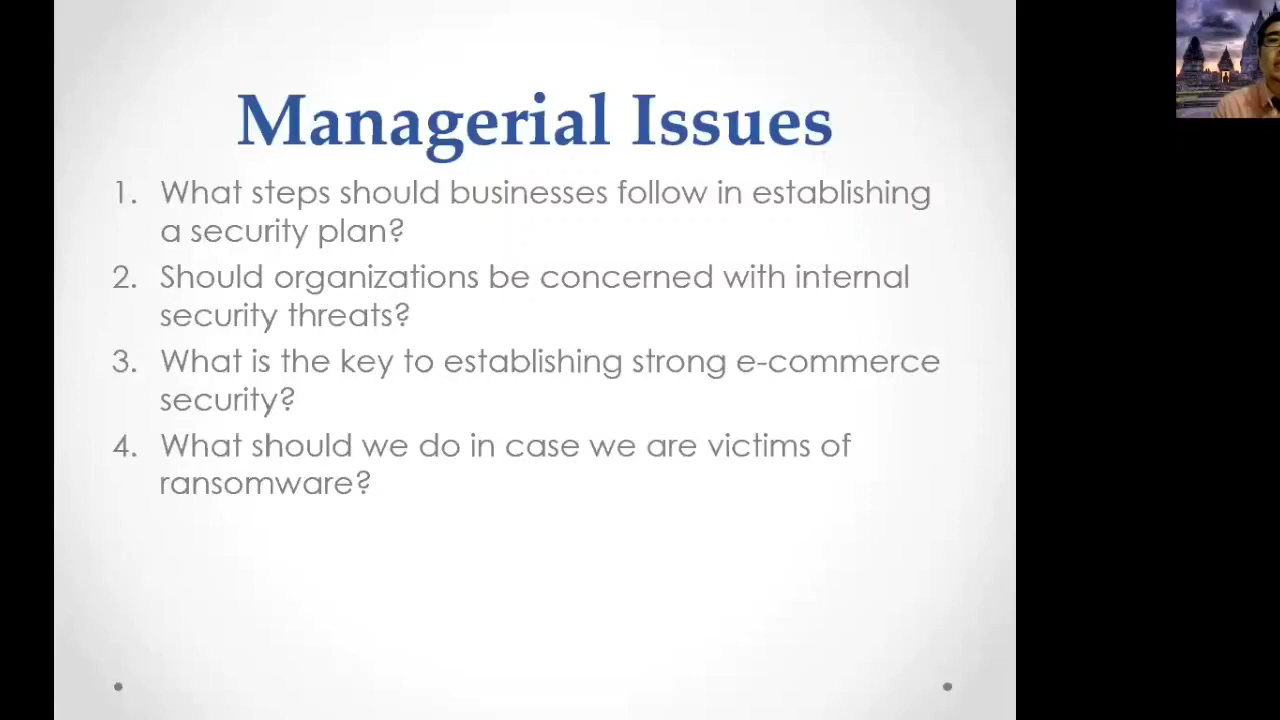 Managerial Issues
1. What steps should businesses follow in establishing
a security plan?
2. Should organizations be concerned with internal
security threats?
3. What is the key to establishing strong e-commerce
security?
4. What should we do in case we are victims of
ransomware?